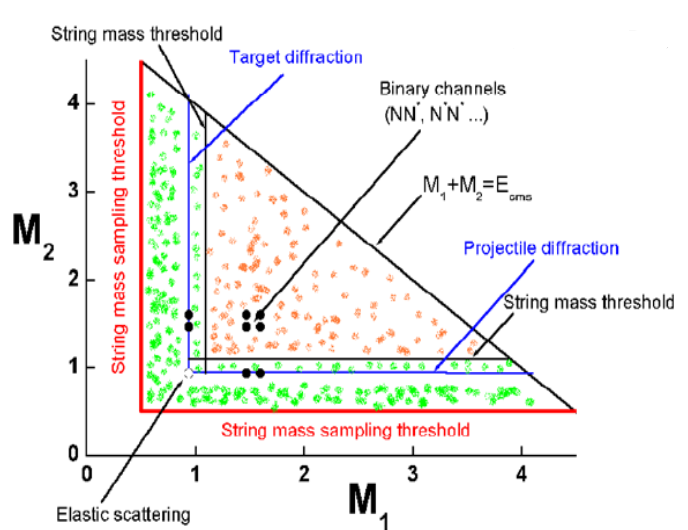 String mass threshold
Target diffraction
Binary channels
(NN*, N*N* ...)
M₁+M₂=E_cms
Projectile diffraction
String mass threshold
String mass sampling threshold
String mass sampling threshold
Elastic scattering
M₂
M₁
4
3
2
1
0
0
1
2
3
4